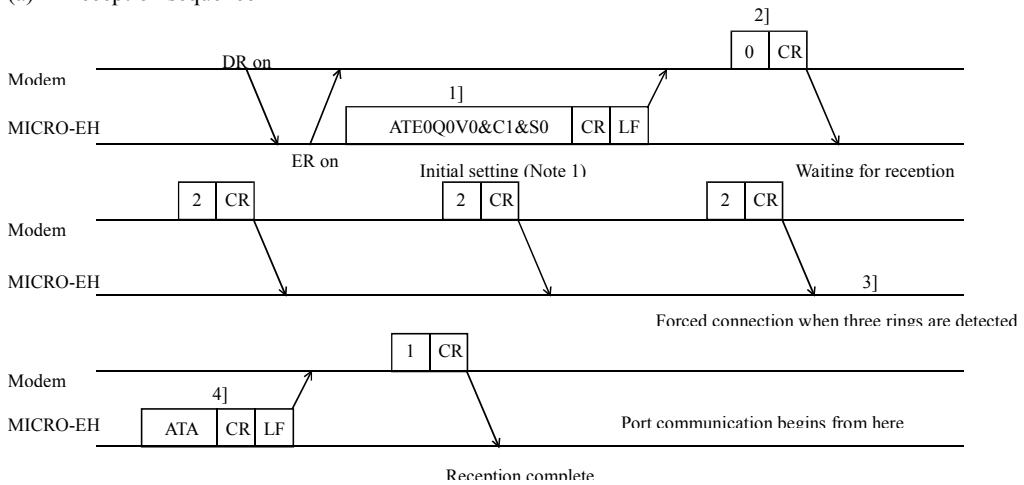 2]
0 CR
DR on
Modem
1]
MICRO-EH
ATE0Q0V0&C1&S0 CR LF
ER on
Initial setting (Note 1)
Waiting for reception
2 CR 2 CR 2 CR
Modem
MICRO-EH
3]
Forced connection when three rings are detected
1 CR
Modem
4]
MICRO-EH
ATA CR LF
Port communication begins from here
Reception complete